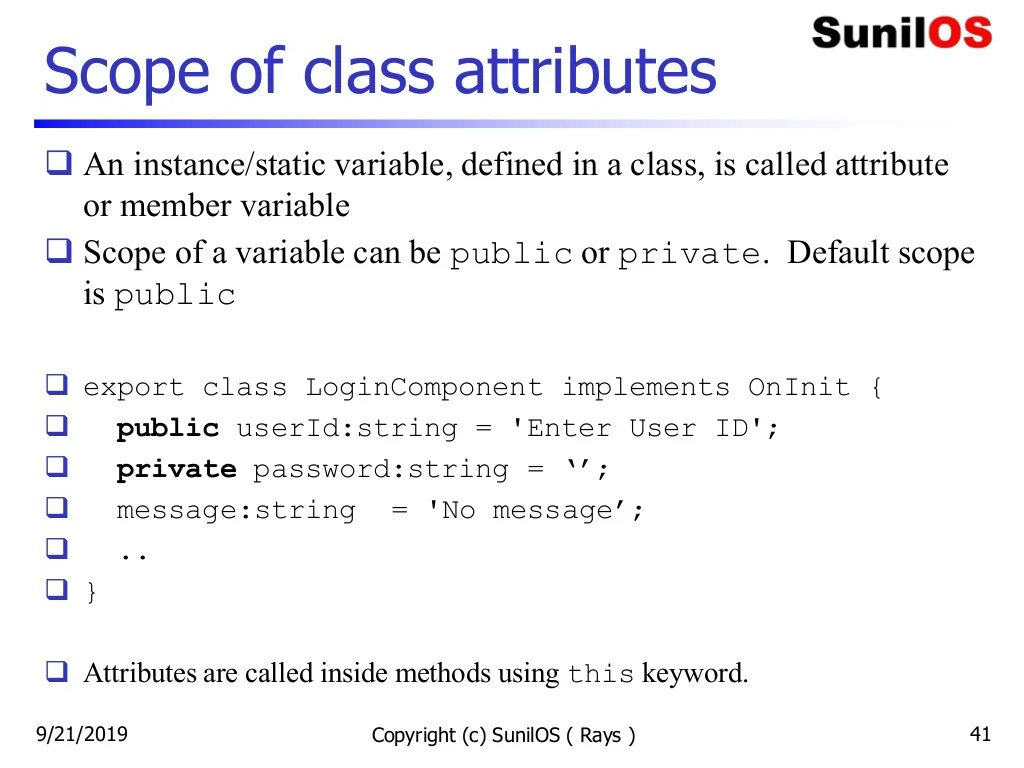 SunilOS
Scope of class attributes
❑ An instance/static variable, defined in a class, is called attribute
or member variable
❑ Scope of a variable can be public or private. Default scope
is public
❑ export class LoginComponent implements OnInit {
❑ public userId:string = 'Enter User ID';
❑ private password:string = ‘’;
❑ message:string = 'No message’;
❑ ..
❑ }
❑ Attributes are called inside methods using this keyword.
9/21/2019 Copyright (c) SunilOS ( Rays ) 41